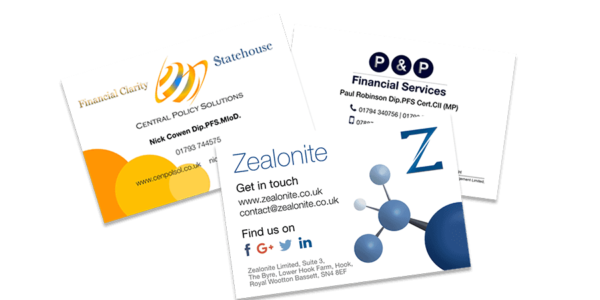 Financial Clarity
Statehouse
CENTRAL POLICY SOLUTIONS
Nick Cowen Dip.PFS.MIoD.
01793 744575
www.cenpolsol.co.uk
P & P
Financial Services
Paul Robinson Dip.PFS Cert.CII (MP)
01794 340756 |
Limited
Zealonite
Z
Get in touch
www.zealonite.co.uk
contact@zealonite.co.uk
Find us on
f G+ in
Zealonite Limited, Suite 3,
The Byre, Lower Hook Farm, Hook,
Royal Wootton Bassett, SN4 8EF